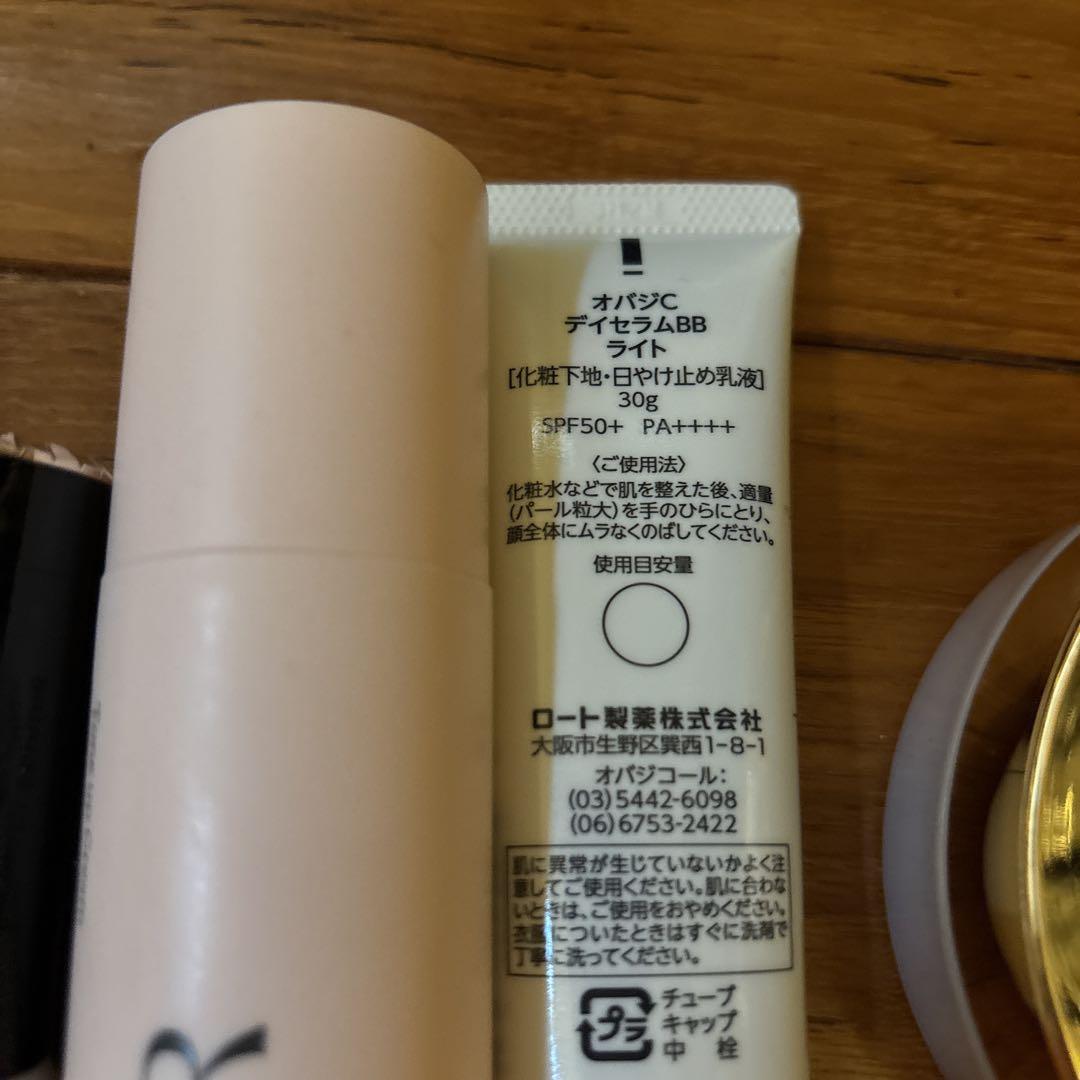 オバジC
デイセラムBB
ライト
[化粧下地・日やけ止め乳液]
30g
SPF50+ PA++++
〈ご使用法〉
化粧水などで肌を整えた後、適量
(パール粒大)を手のひらにとり、
顔全体にムラなくのばしてください。
使用目安量
ロート製薬株式会社
大阪市生野区巽西1-8-1
オバジコール:
(03)5442-6098
(06)6753-2422
肌に異常が生じていないかよく注
意してご使用ください。肌に合わな
いときは、ご使用をおやめください。
衣服についたときはすぐに洗剤で
丁寧に洗ってください。
プラ
チューブ
キャップ
中 栓